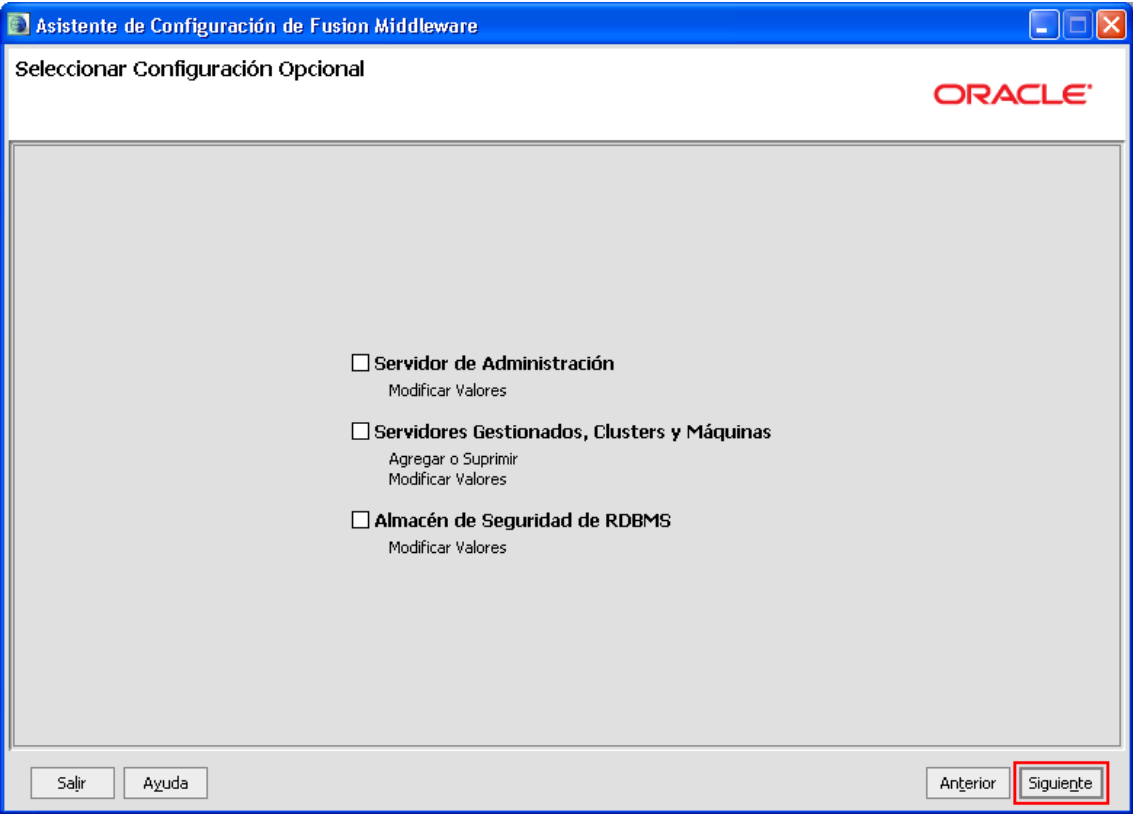 Asistente de Configuración de Fusion Middleware
Seleccionar Configuración Opcional
ORACLE
Servidor de Administración
Modificar Valores
Servidores Gestionados, Clusters y Máquinas
Agregar o Suprimir
Modificar Valores
Almacén de Seguridad de RDBMS
Modificar Valores
Salir Ayuda Anterior Siguiente